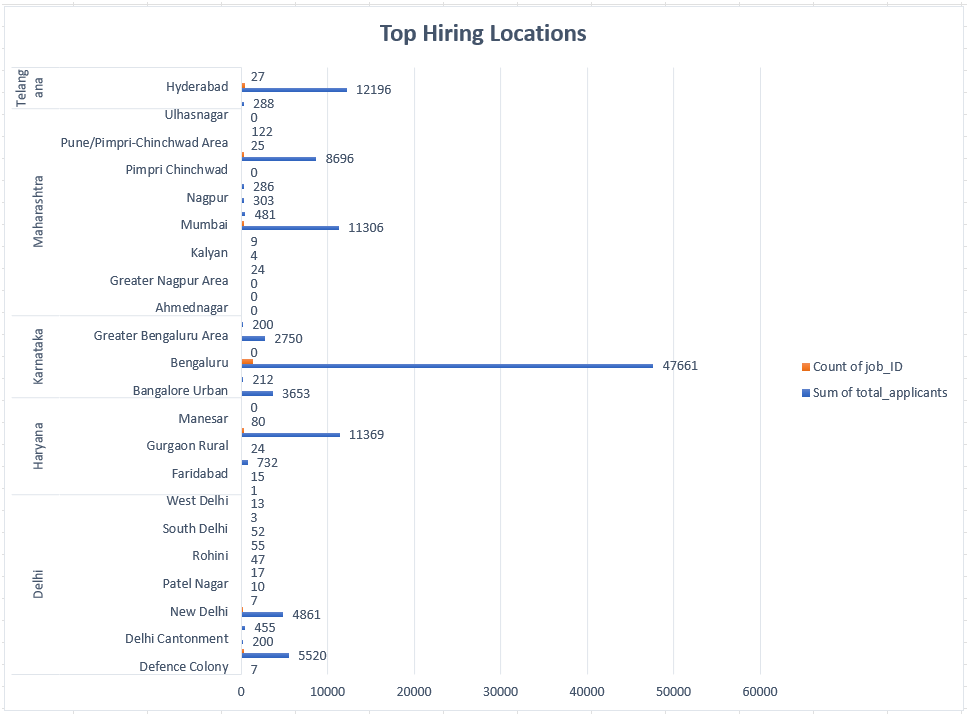 Top Hiring Locations
Telang
ana
27
Hyderabad
12196
288
Ulhasnagar
0
122
Pune/Pimpri-Chinchwad Area
25
8696
Pimpri Chinchwad
0
286
Nagpur
303
481
Mumbai
11306
9
Kalyan
4
24
Greater Nagpur Area
0
0
Ahmednagar
0
Maharashtra
200
Greater Bengaluru Area
2750
0
Bengaluru
47661
212
Bangalore Urban
3653
Karnataka
0
Manesar
80
11369
Gurgaon Rural
24
732
Faridabad
15
1
Haryana
West Delhi
13
3
South Delhi
52
55
Rohini
47
17
Patel Nagar
10
7
New Delhi
4861
455
Delhi Cantonment
200
5520
Defence Colony
7
Delhi
0 10000 20000 30000 40000 50000 60000
Count of job_ID
Sum of total_applicants